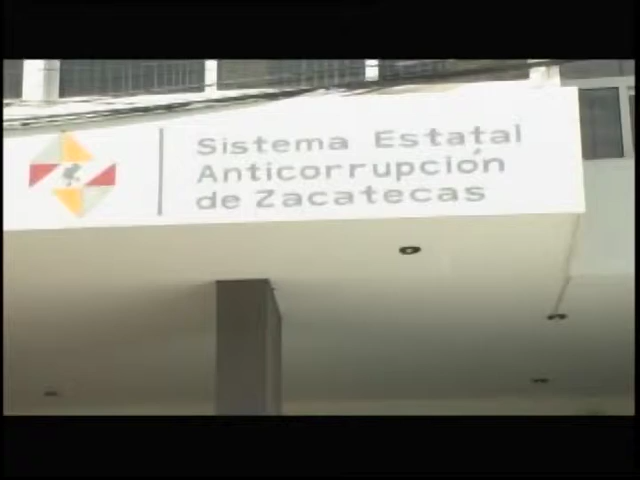 Sistema Estatal
Anticorrupción
de Zacatecas